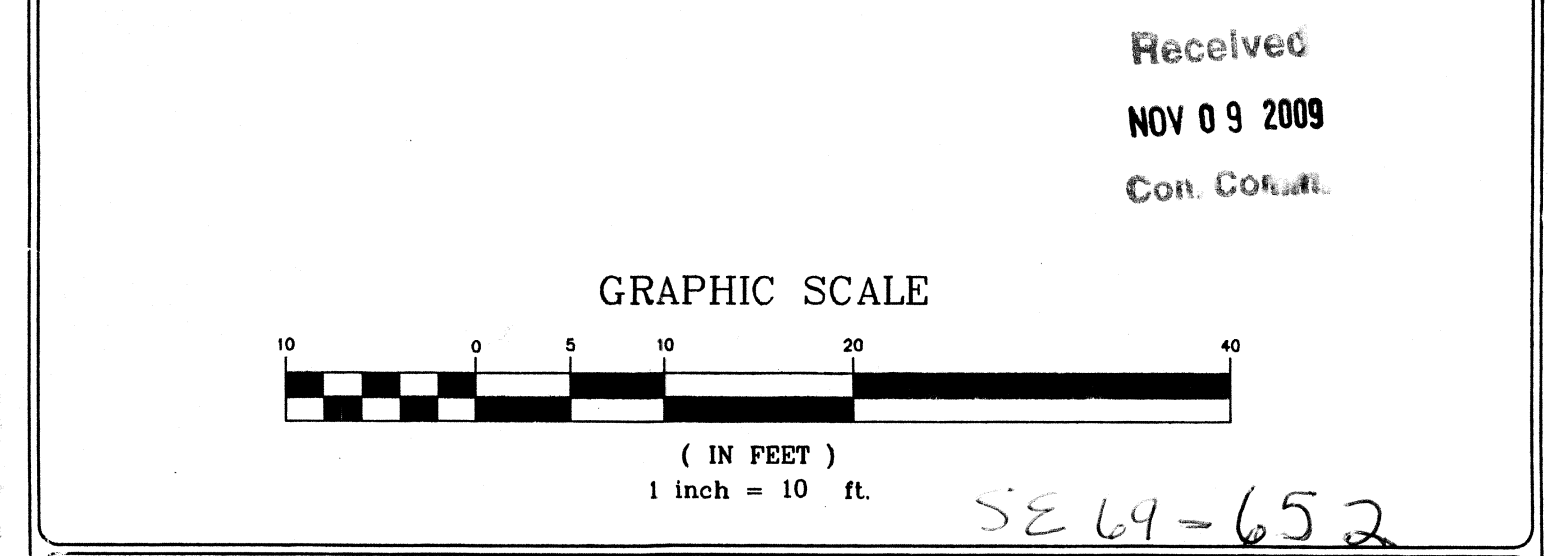 Received
NOV 09 2009
Con. Comm.
GRAPHIC SCALE
10 0 5 10 20 40
( IN FEET )
1 inch = 10 ft.
SE 69-652